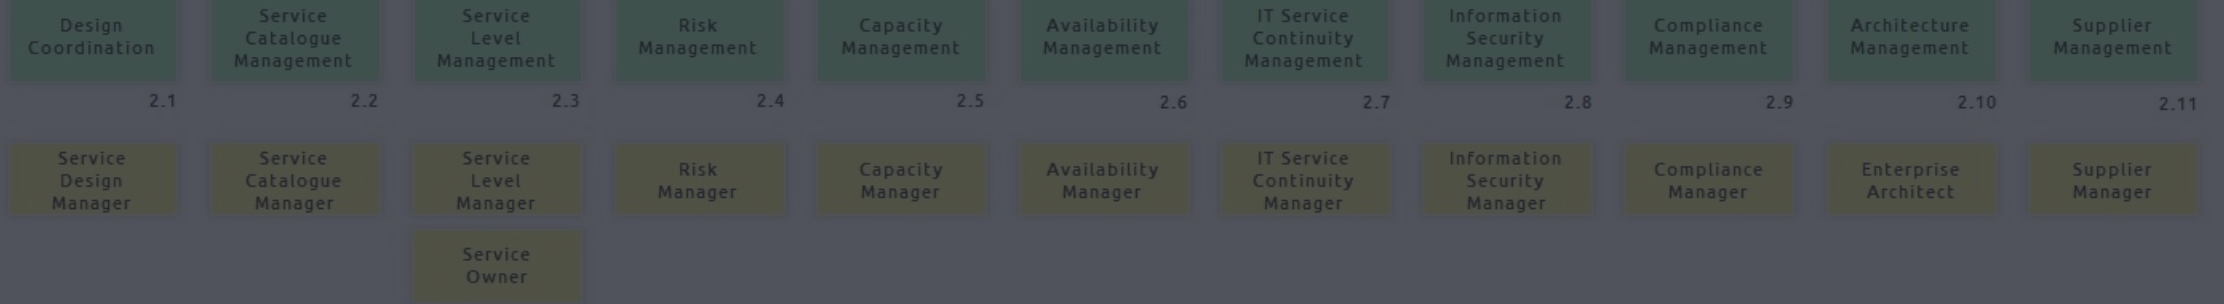 Design
Coordination
Service
Catalogue
Management
Service
Level
Management
Risk
Management
Capacity
Management
Availability
Management
IT Service
Continuity
Management
Information
Security
Management
Compliance
Management
Architecture
Management
Supplier
Management
2.1
2.2
2.3
2.4
2.5
2.6
2.7
2.8
2.9
2.10
2.11
Service
Design
Manager
Service
Catalogue
Manager
Service
Level
Manager
Risk
Manager
Capacity
Manager
Availability
Manager
IT Service
Continuity
Manager
Information
Security
Manager
Compliance
Manager
Enterprise
Architect
Supplier
Manager
Service
Owner